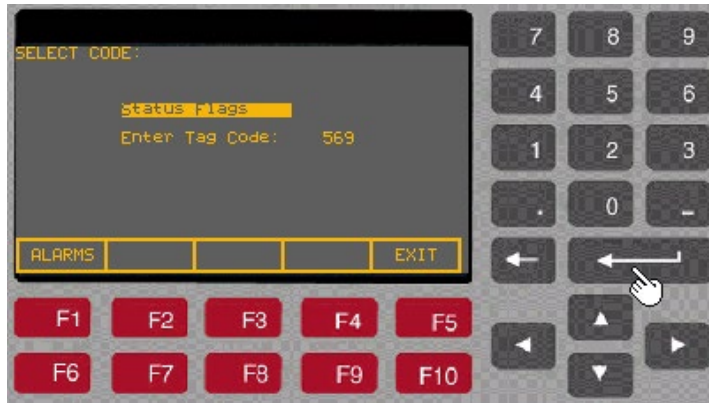 SELECT CODE:
Status Flags
Enter Tag Code: 569
ALARMS EXIT
F1 F2 F3 F4 F5
F6 F7 F8 F9 F10
7 8 9
4 5 6
1 2 3
. 0 -